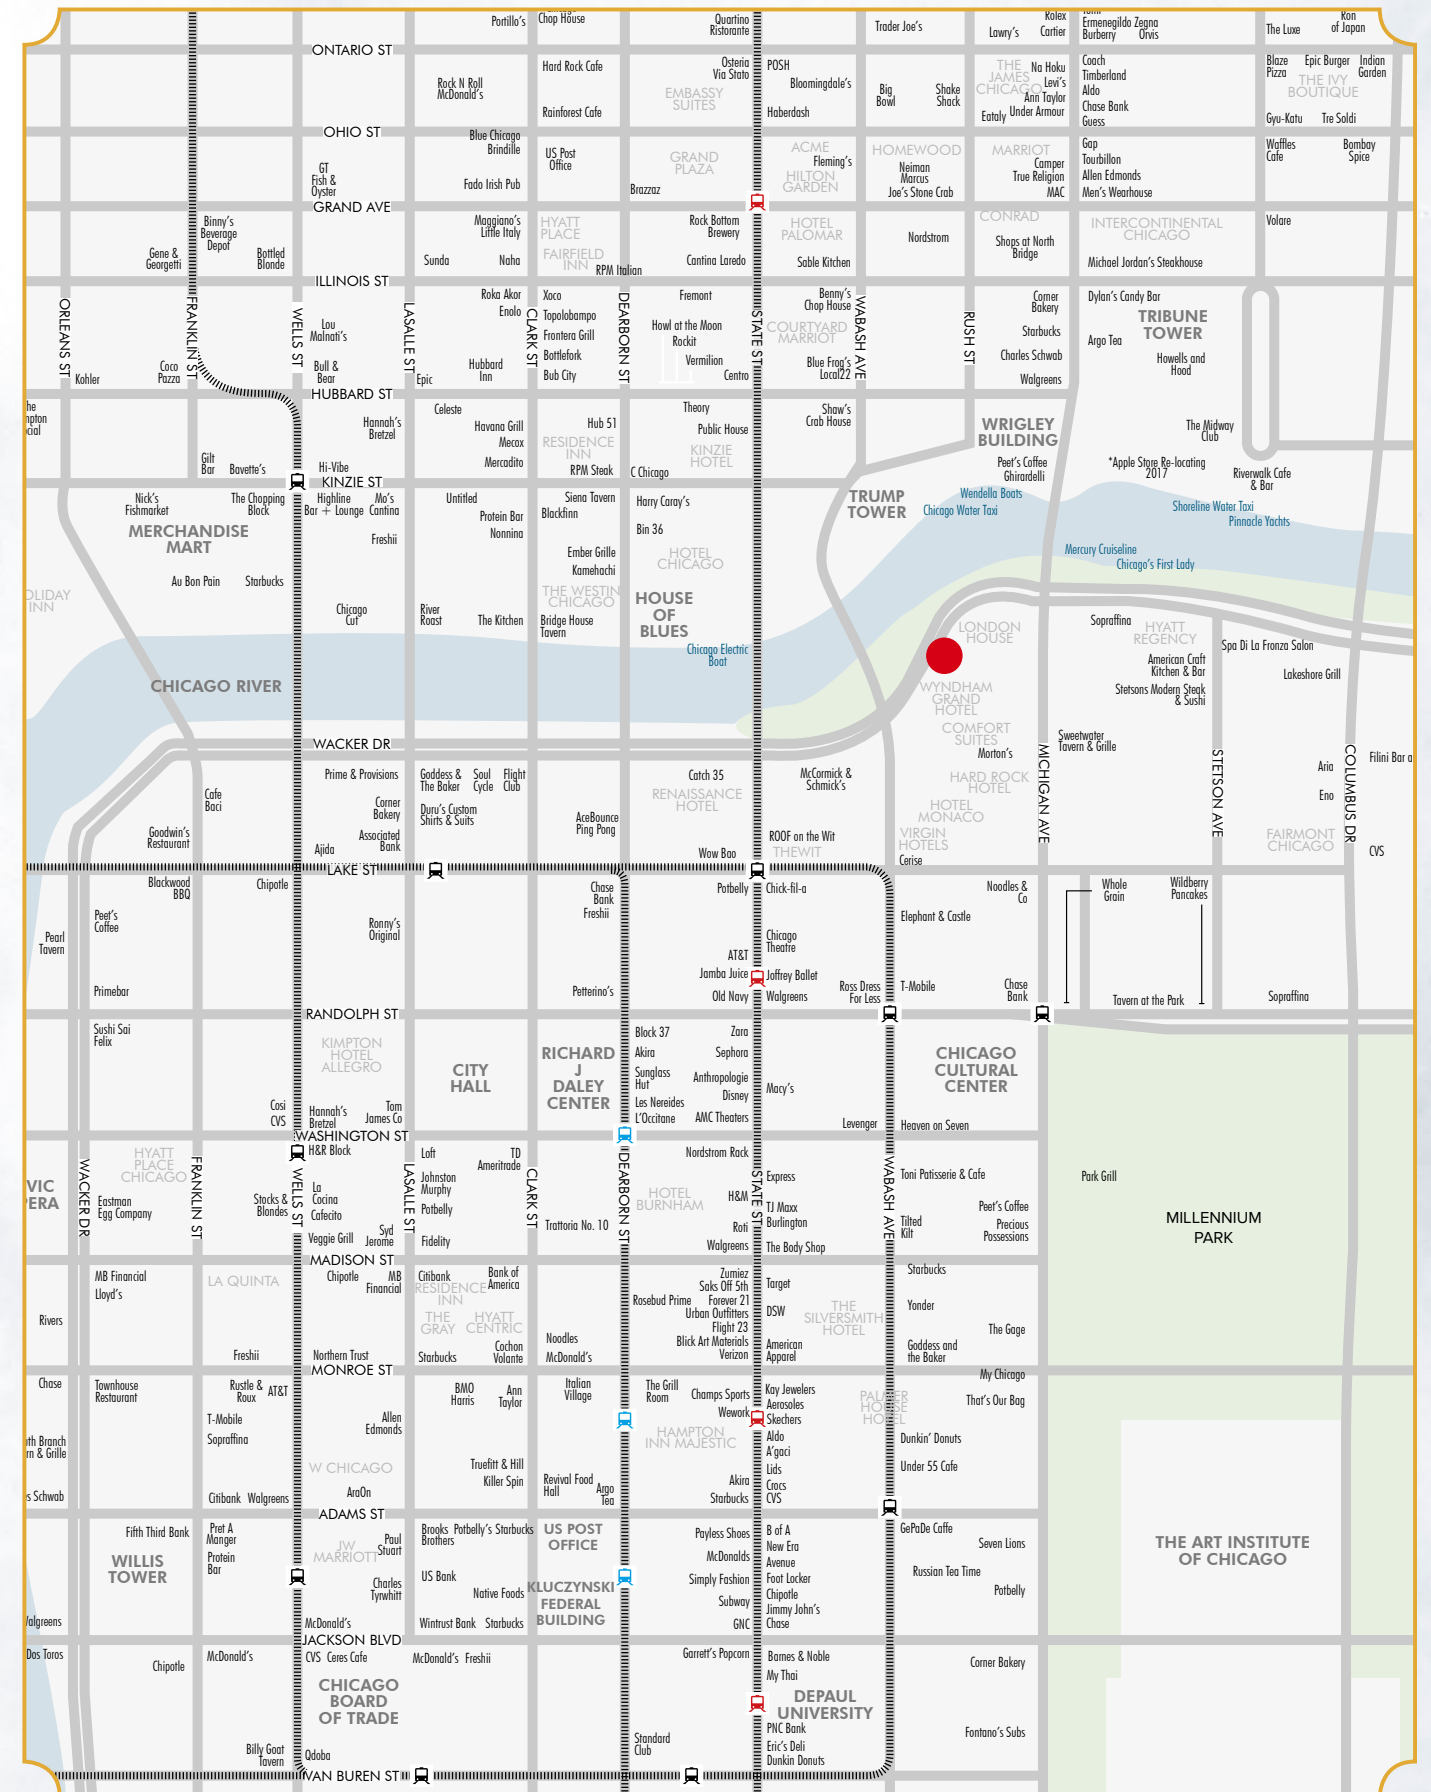 Portillo's
Chop House
Quartino
Ristorante
Trader Joe's
Rolex
Lawry's
Cartier
Ermenegildo Zegna
Burberry
Orvis
The Luxe
Ron
of Japan
ONTARIO ST
Rock N Roll
McDonald's
Hard Rock Cafe
Rainforest Cafe
EMBASSY
SUITES
Osteria
Via Stato
POSH
Bloomingdale's
Haberdash
Big
Bowl
Shake
Shack
THE
JAMES
CHICAGO
Na Hoku
Levi's
Ann Taylor
Under Armour
Eataly
Coach
Timberland
Aldo
Chase Bank
Guess
Blaze
Pizza
Epic Burger
Indian
Garden
THE IVY
BOUTIQUE
Gyu-Katu
Tre Soldi
OHIO ST
Blue Chicago
Brindille
Fado Irish Pub
GT
Fish &
Oyster
US Post
Office
GRAND
PLAZA
Brazzaz
ACME
Fleming's
HILTON
GARDEN
HOMEWOOD
Neiman
Marcus
Joe's Stone Crab
MARRIOT
Camper
True Religion
MAC
Gap
Tourbillon
Allen Edmonds
Men's Wearhouse
Waffles
Cafe
Bombay
Spice
GRAND AVE
Binny's
Beverage
Depot
Gene &
Georgetti
Bottled
Blonde
Maggiano's
Little Italy
Sunda
Naha
HYATT
PLACE
FAIRFIELD
INN
RPM Italian
Rock Bottom
Brewery
Cantina Laredo
HOTEL
PALOMAR
Sable Kitchen
Nordstrom
CONRAD
Shops at North
Bridge
INTERCONTINENTAL
CHICAGO
Michael Jordan's Steakhouse
Volare
ILLINOIS ST
ORLEANS ST
FRANKLIN ST
WELLS ST
LASALLE ST
CLARK ST
DEARBORN ST
STATE ST
WABASH AVE
RUSH ST
Kohler
Coco
Pazza
Lou
Malnati's
Bull &
Bear
Roka Akor
Enolo
Hubbard
Inn
Epic
Xoco
Topolobampo
Frontera Grill
Bottlefork
Bub City
Fremont
Howl at the Moon
Rockit
Vermilion
Centro
Benny's
Chop House
COURTYARD
MARRIOT
Blue Frog's
Local22
Corner
Bakery
Starbucks
Charles Schwab
Walgreens
Dylan's Candy Bar
Argo Tea
TRIBUNE
TOWER
Howells and
Hood
HUBBARD ST
Celeste
Hannah's
Bretzel
Havana Grill
Mecox
Mercadito
Hub 51
RESIDENCE
INN
RPM Steak
Theory
Public House
KINZIE
HOTEL
C Chicago
Shaw's
Crab House
WRIGLEY
BUILDING
Peet's Coffee
Ghirardelli
The Midway
Club
*Apple Store Re-locating
2017
Riverwalk Cafe
& Bar
Gilt
Bar
Bavette's
Hi-Vibe
KINZIE ST
Nick's
Fishmarket
The Chopping
Block
Highline
Bar + Lounge
Mo's
Cantina
Freshii
MERCHANDISE
MART
Au Bon Pain
Starbucks
Untitled
Protein Bar
Nonnina
Siena Tavern
Blackfinn
Ember Grille
Kamehachi
Harry Caray's
Bin 36
HOTEL
CHICAGO
TRUMP
TOWER
Wendella Boats
Chicago Water Taxi
Shoreline Water Taxi
Pinnacle Yachts
Mercury Cruiseline
Chicago's First Lady
OLIDAY
INN
Chicago
Cut
River
Roast
The Kitchen
THE WESTIN
CHICAGO
Bridge House
Tavern
HOUSE
OF
BLUES
Chicago Electric
Boat
LONDON
HOUSE
Sopraffina
HYATT
REGENCY
Spa Di La Fronza Salon
American Craft
Kitchen & Bar
Lakeshore Grill
Stetsons Modern Steak
& Sushi
CHICAGO RIVER
WYNDHAM
GRAND
HOTEL
COMFORT
SUITES
Morton's
Sweetwater
Tavern & Grille
WACKER DR
MICHIGAN AVE
STETSON AVE
COLUMBUS DR
Filini Bar a
Aria
Eno
Cafe
Baci
Goodwin's
Restaurant
Prime & Provisions
Corner
Bakery
Associated
Bank
Ajida
Goddess &
The Baker
Soul
Cycle
Flight
Club
Duru's Custom
Shirts & Suits
AceBounce
Ping Pong
Catch 35
RENAISSANCE
HOTEL
Wow Bao
McCormick &
Schmick's
ROOF on the Wit
THEWIT
HARD ROCK
HOTEL
HOTEL
MONACO
VIRGIN
HOTELS
Cerise
FAIRMONT
CHICAGO
CVS
LAKE ST
Blackwood
BBQ
Peet's
Coffee
Pearl
Tavern
Primebar
Chipotle
Ronny's
Original
Chase
Bank
Freshii
Petterino's
Potbelly
AT&T
Jamba Juice
Old Navy
Chick-fil-a
Chicago
Theatre
Joffrey Ballet
Walgreens
Ross Dress
For Less
Noodles &
Co
Elephant & Castle
T-Mobile
Chase
Bank
Whole
Grain
Wildberry
Pancakes
Tavern at the Park
Sopraffina
RANDOLPH ST
Sushi Sai
Felix
KIMPTON
HOTEL
ALLEGRO
CITY
HALL
RICHARD
J
DALEY
CENTER
Block 37
Akira
Sunglass
Hut
Les Nereides
L'Occitane
Zara
Sephora
Anthropologie
Disney
AMC Theaters
Macy's
Levenger
CHICAGO
CULTURAL
CENTER
Heaven on Seven
Cosi
CVS
Hannah's
Bretzel
Tom
James Co
WASHINGTON ST
H&R Block
HYATT
PLACE
CHICAGO
VIC
PERA
WACKER DR
FRANKLIN ST
WELLS ST
LASALLE ST
CLARK ST
DEARBORN ST
STATE ST
WABASH AVE
Eastman
Egg Company
Stocks &
Blondes
La
Cocina
Cafecito
Veggie Grill
Syd
Jerome
Loft
Johnston
Murphy
Potbelly
Fidelity
TD
Ameritrade
Trattoria No. 10
HOTEL
BURNHAM
Nordstrom Rack
H&M
Roti
Walgreens
Express
TJ Maxx
Burlington
The Body Shop
Toni Patisserie & Cafe
Tilted
Kilt
Peet's Coffee
Precious
Possessions
Park Grill
MILLENNIUM
PARK
MADISON ST
MB Financial
Lloyd's
Rivers
LA QUINTA
Freshii
Chipotle
MB
Financial
Northern Trust
Citibank
Bank of
America
RESIDENCE
INN
THE
GRAY
HYATT
CENTRIC
Starbucks
Cochon
Volante
Noodles
McDonald's
Zumiez
Saks Off 5th
Rosebud Prime
Forever 21
Urban Outfitters
Flight 23
Blick Art Materials
Verizon
Target
DSW
American
Apparel
THE
SILVERSMITH
HOTEL
Starbucks
Yonder
The Gage
Goddess and
the Baker
MONROE ST
My Chicago
Chase
Townhouse
Restaurant
Rustle &
Roux
AT&T
T-Mobile
Sopraffina
Allen
Edmonds
BMO
Harris
Ann
Taylor
Italian
Village
The Grill
Room
Champs Sports
Wework
Kay Jewelers
Aerosoles
Skechers
Aldo
A'gaci
Lids
Crocs
CVS
PALMER
HOUSE
HOTEL
That's Our Bag
Dunkin' Donuts
Under 55 Cafe
uth Branch
rn & Grille
s Schwab
Citibank
Walgreens
W CHICAGO
AraOn
Truefitt & Hill
Killer Spin
Revival Food
Hall
Argo
Tea
HAMPTON
INN MAJESTIC
Akira
Starbucks
ADAMS ST
Fifth Third Bank
Pret A
Manger
Protein
Bar
WILLIS
TOWER
JW
MARRIOTT
Paul
Stuart
Charles
Tyrwhitt
Brooks
Brothers
Potbelly's
Starbucks
US Bank
Native Foods
US POST
OFFICE
KLUCZYNSKI
FEDERAL
BUILDING
Payless Shoes
McDonalds
Simply Fashion
Subway
GNC
B of A
New Era
Avenue
Foot Locker
Chipotle
Jimmy John's
Chase
GePaDe Caffe
Seven Lions
Russian Tea Time
Potbelly
THE ART INSTITUTE
OF CHICAGO
Walgreens
McDonald's
Wintrust Bank
Starbucks
JACKSON BLVD
Dos Toros
Chipotle
McDonald's
CVS
Ceres Cafe
McDonald's
Freshii
Garrett's Popcorn
Barnes & Noble
My Thai
Corner Bakery
CHICAGO
BOARD
OF TRADE
DEPAUL
UNIVERSITY
Billy Goat
Tavern
Qdoba
Standard
Club
PNC Bank
Eric's Deli
Dunkin Donuts
Fontano's Subs
VAN BUREN ST